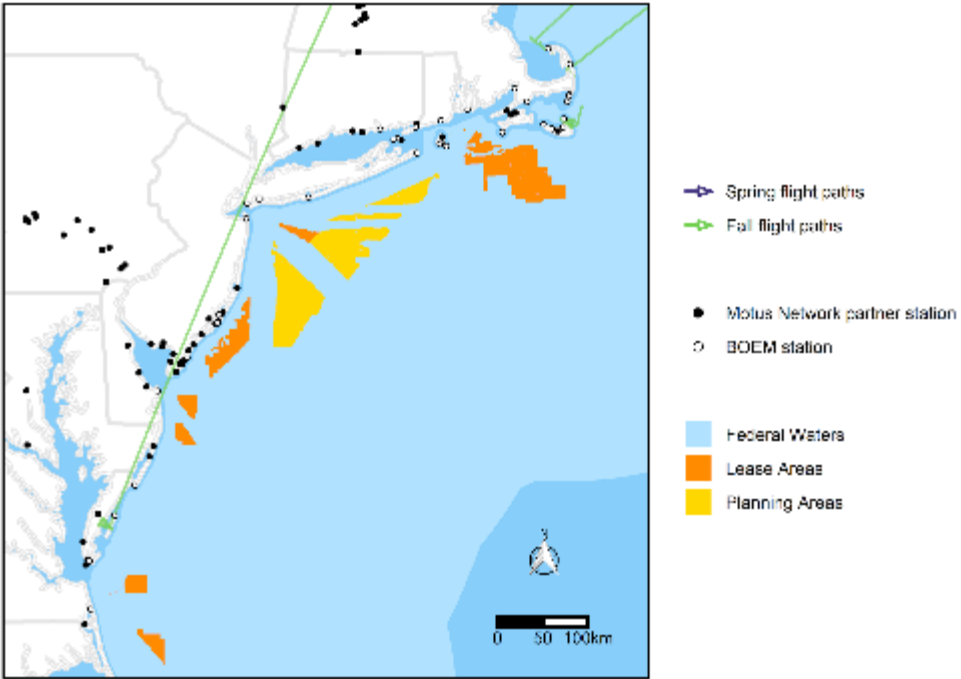 Spring flight paths
Fall flight paths
Motus Network partner station
BOEM station
Federal Waters
Lease Areas
Planning Areas
N
0 50 100km